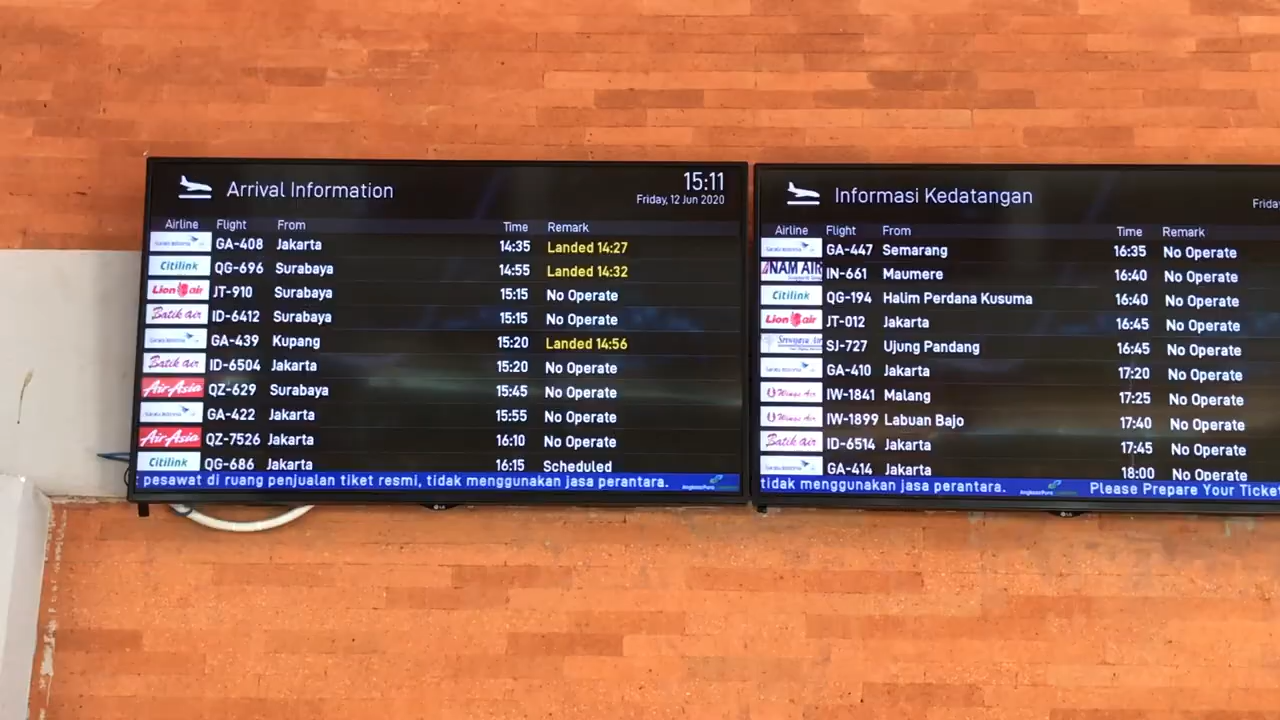 Arrival Information 15:11
Friday, 12 Jun 2020
Airline Flight From Time Remark
GA-408 Jakarta 14:35 Landed 14:27
Citilink QG-696 Surabaya 14:55 Landed 14:32
Lion air JT-910 Surabaya 15:15 No Operate
Batik air ID-6412 Surabaya 15:15 No Operate
GA-439 Kupang 15:20 Landed 14:56
Batik air ID-6504 Jakarta 15:20 No Operate
AirAsia QZ-629 Surabaya 15:45 No Operate
GA-422 Jakarta 15:55 No Operate
AirAsia QZ-7526 Jakarta 16:10 No Operate
Citilink QG-686 Jakarta 16:15 Scheduled
pesawat di ruang penjualan tiket resmi, tidak menggunakan jasa perantara.
LG
Informasi Kedatangan
Frida
Airline Flight From Time Remark
GA-447 Semarang 16:35 No Operate
NAM AIR IN-661 Maumere 16:40 No Operate
Citilink QG-194 Halim Perdana Kusuma 16:40 No Operate
Lion air JT-012 Jakarta 16:45 No Operate
Sriwijaya Air SJ-727 Ujung Pandang 16:45 No Operate
GA-410 Jakarta 17:20 No Operate
Wings Air IW-1841 Malang 17:25 No Operate
Wings Air IW-1899 Labuan Bajo 17:40 No Operate
Batik air ID-6514 Jakarta 17:45 No Operate
GA-414 Jakarta 18:00 No Operate
tidak menggunakan jasa perantara. Please Prepare Your Ticket
LG